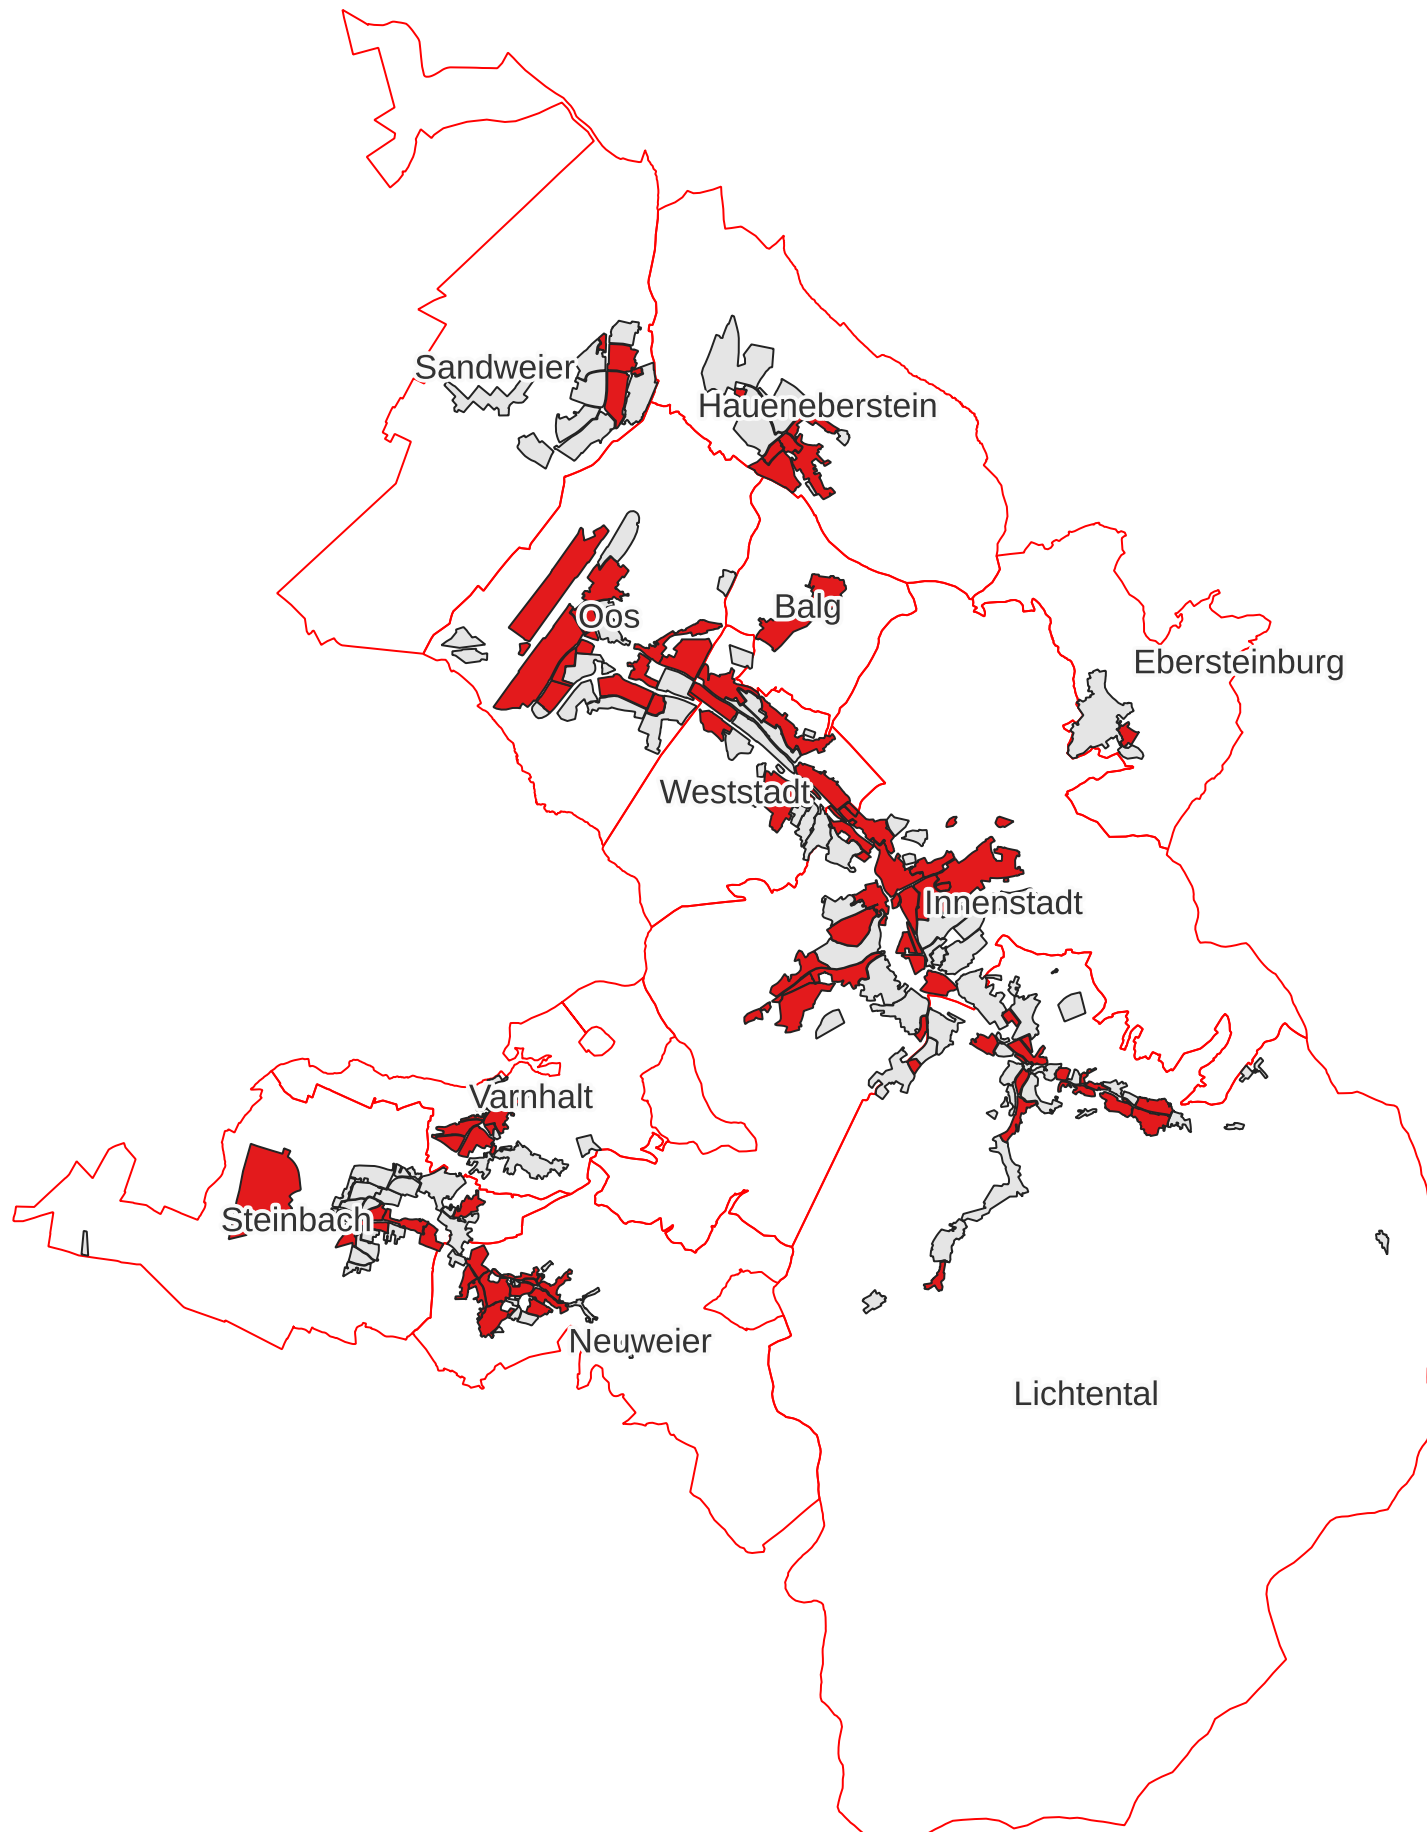 Sandweier
Haueneberstein
Oos
Balg
Ebersteinburg
Weststadt
Innenstadt
Varnhalt
Steinbach
Neuweier
Lichtental